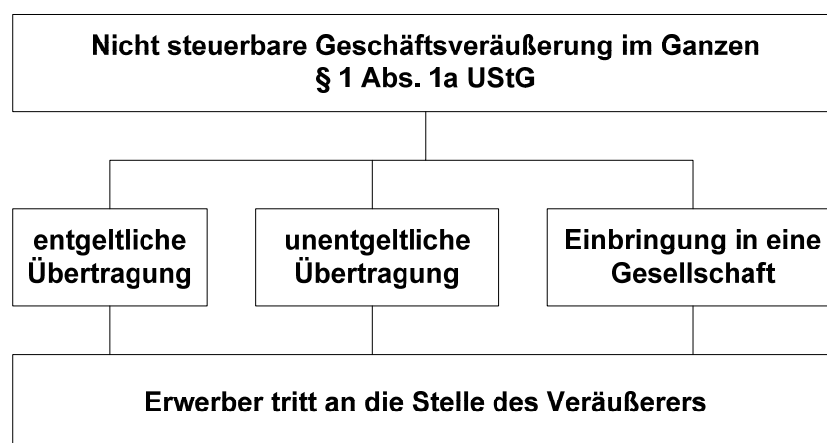 Nicht steuerbare Geschäftsveräußerung im Ganzen
§ 1 Abs. 1a UStG
entgeltliche
Übertragung
unentgeltliche
Übertragung
Einbringung in eine
Gesellschaft
Erwerber tritt an die Stelle des Veräußerers